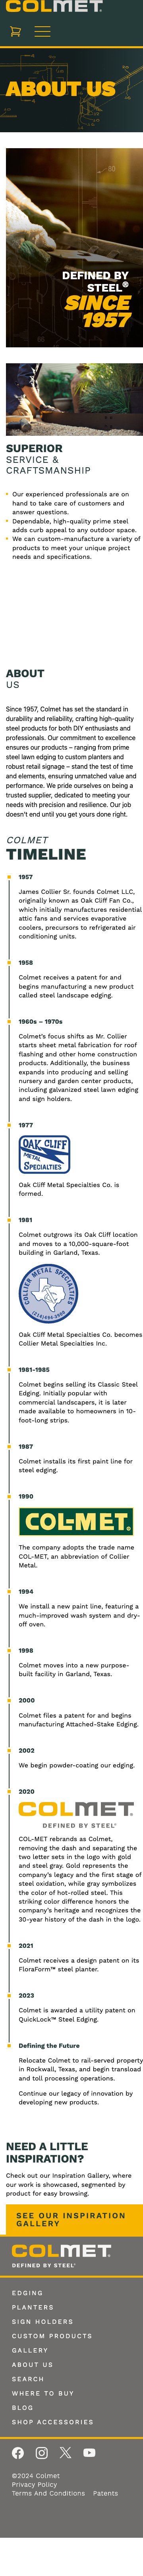 COLMET
ABOUT US
DEFINED BY
STEEL®
SINCE
1957
SUPERIOR
SERVICE &
CRAFTSMANSHIP
Our experienced professionals are on
hand to take care of customers and
answer questions.
Dependable, high-quality prime steel
adds curb appeal to any outdoor space.
We can custom-manufacture a variety of
products to meet your unique project
needs and specifications.
ABOUT
US
Since 1957, Colmet has set the standard in
durability and reliability, crafting high-quality
steel products for both DIY enthusiasts and
professionals. Our commitment to excellence
ensures our products – ranging from prime
steel lawn edging to custom planters and
robust retail signage – stand the test of time
and elements, ensuring unmatched value and
performance. We pride ourselves on being a
trusted supplier, dedicated to meeting your
needs with precision and resilience. Our job
doesn't end until you get yours done right.
COLMET
TIMELINE
1957
James Collier Sr. founds Colmet LLC,
originally known as Oak Cliff Fan Co.,
which initially manufactures residential
attic fans and services evaporative
coolers, precursors to refrigerated air
conditioning units.
1958
Colmet receives a patent for and
begins manufacturing a new product
called steel landscape edging.
1960s – 1970s
Colmet's focus shifts as Mr. Collier
starts sheet metal fabrication for roof
flashing and other home construction
products. Additionally, the business
expands into producing and selling
nursery and garden center products,
including galvanized steel lawn edging
and sign holders.
1977
OAK CLIFF
METAL
SPECIALTIES
Oak Cliff Metal Specialties Co. is
formed.
1981
Colmet outgrows its Oak Cliff location
and moves to a 10,000-square-foot
building in Garland, Texas.
COLLIER METAL SPECIALTIES
Oak Cliff Metal Specialties Co. becomes
Collier Metal Specialties Inc.
1981-1985
Colmet begins selling its Classic Steel
Edging. Initially popular with
commercial landscapers, it is later
made available to homeowners in 10-
foot-long strips.
1987
Colmet installs its first paint line for
steel edging.
1990
COL-MET®
The company adopts the trade name
COL-MET, an abbreviation of Collier
Metal.
1994
We install a new paint line, featuring a
much-improved wash system and dry-
off oven.
1998
Colmet moves into a new purpose-
built facility in Garland, Texas.
2000
Colmet files a patent for and begins
manufacturing Attached-Stake Edging.
2002
We begin powder-coating our edging.
2020
COLMET®
DEFINED BY STEEL®
COL-MET rebrands as Colmet,
removing the dash and separating the
two letter sets in the logo with gold
and steel gray. Gold represents the
company's legacy and the first stage of
steel oxidation, while gray symbolizes
the color of hot-rolled steel. This
striking color difference honors the
company's heritage and recognizes the
30-year history of the dash in the logo.
2021
Colmet receives a design patent on its
FloraForm™ steel planter.
2023
Colmet is awarded a utility patent on
QuickLock™ Steel Edging.
Defining the Future
Relocate Colmet to rail-served property
in Rockwall, Texas, and begin transload
and toll processing operations.
Continue our legacy of innovation by
developing new products.
NEED A LITTLE
INSPIRATION?
Check out our Inspiration Gallery, where
our work is showcased, segmented by
product for easy browsing.
SEE OUR INSPIRATION
GALLERY
COLMET®
DEFINED BY STEEL®
EDGING
PLANTERS
SIGN HOLDERS
CUSTOM PRODUCTS
GALLERY
ABOUT US
SEARCH
WHERE TO BUY
BLOG
SHOP ACCESSORIES
©2024 Colmet
Privacy Policy
Terms And Conditions Patents